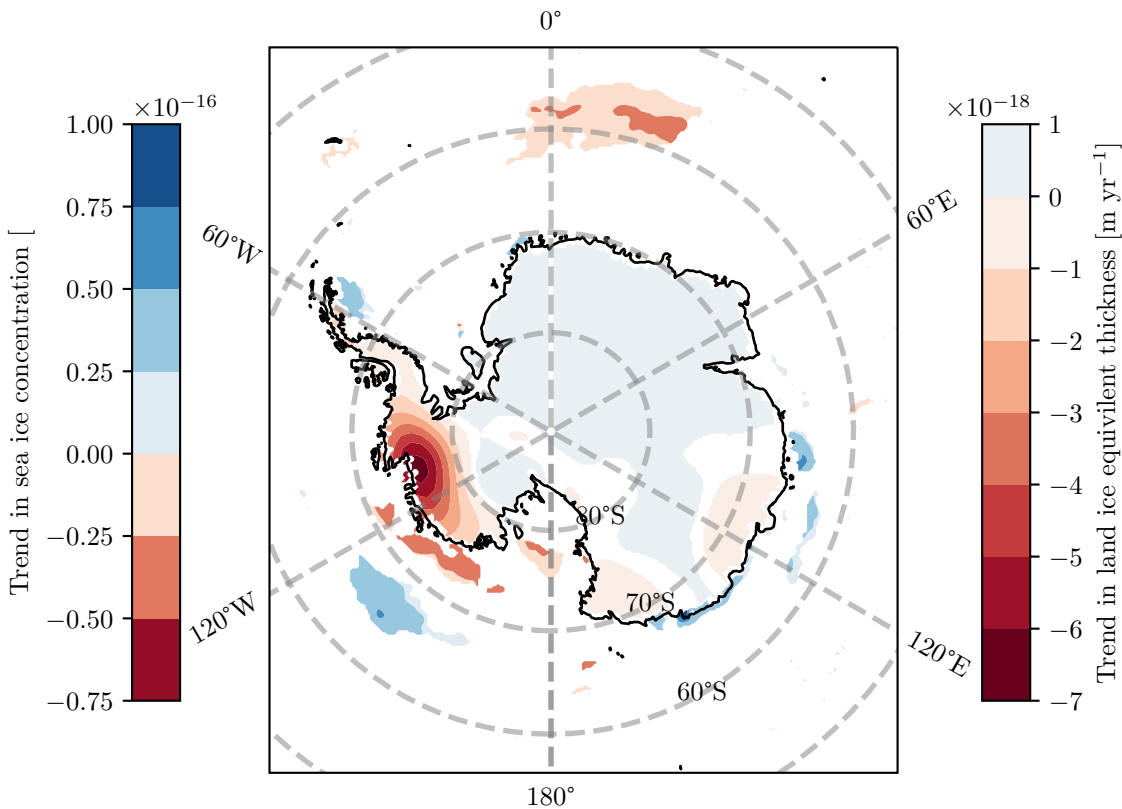 0°
×10⁻¹⁶
1.00
0.75
0.50
0.25
0.00
−0.25
−0.50
−0.75
Trend in sea ice concentration [
60°W
120°W
180°
60°E
120°E
80°S
70°S
60°S
×10⁻¹⁸
1
0
−1
−2
−3
−4
−5
−6
−7
Trend in land ice equivilent thickness [m yr⁻¹]